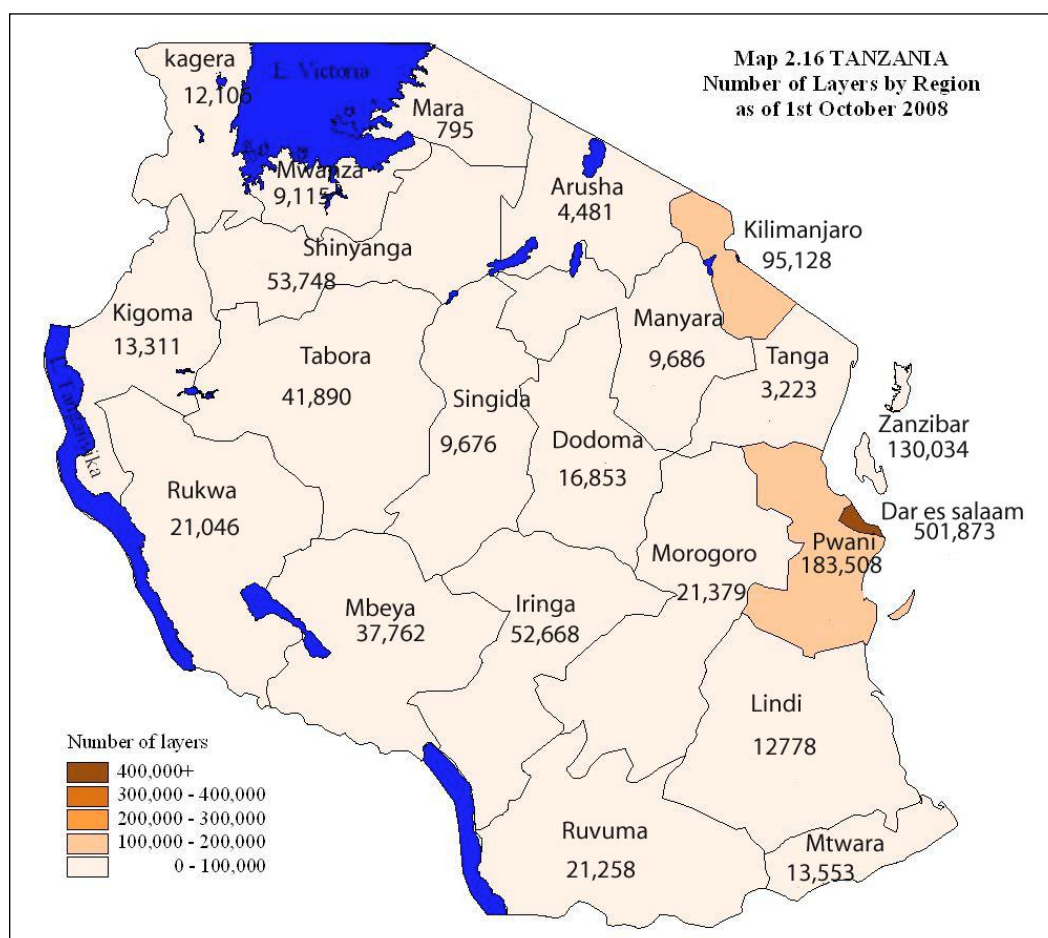 Map 2.16 TANZANIA
Number of Layers by Region
as of 1st October 2008
kagera
12,106
L. Victoria
Mara
795
Mwanza
9,115
Arusha
4,481
Kilimanjaro
95,128
Shinyanga
53,748
Kigoma
13,311
Tabora
41,890
Manyara
9,686
Tanga
3,223
Singida
9,676
Dodoma
16,853
Zanzibar
130,034
L. Tanganyika
Rukwa
21,046
Dar es salaam
501,873
Pwani
183,508
Morogoro
21,379
Mbeya
37,762
Iringa
52,668
Lindi
12778
Number of layers
400,000+
300,000 - 400,000
200,000 - 300,000
100,000 - 200,000
0 - 100,000
Ruvuma
21,258
Mtwara
13,553